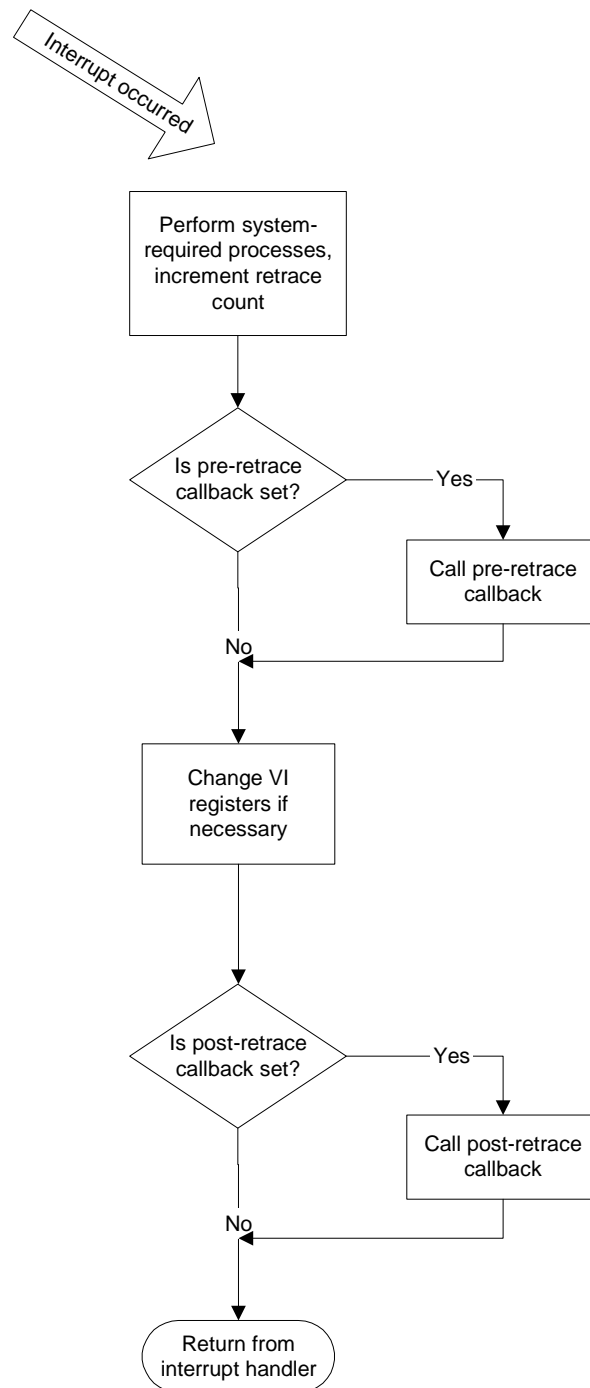 Interrupt occurred
Perform system-
required processes,
increment retrace
count
Is pre-retrace
callback set?
Yes
Call pre-retrace
callback
No
Change VI
registers if
necessary
Is post-retrace
callback set?
Yes
Call post-retrace
callback
No
Return from
interrupt handler